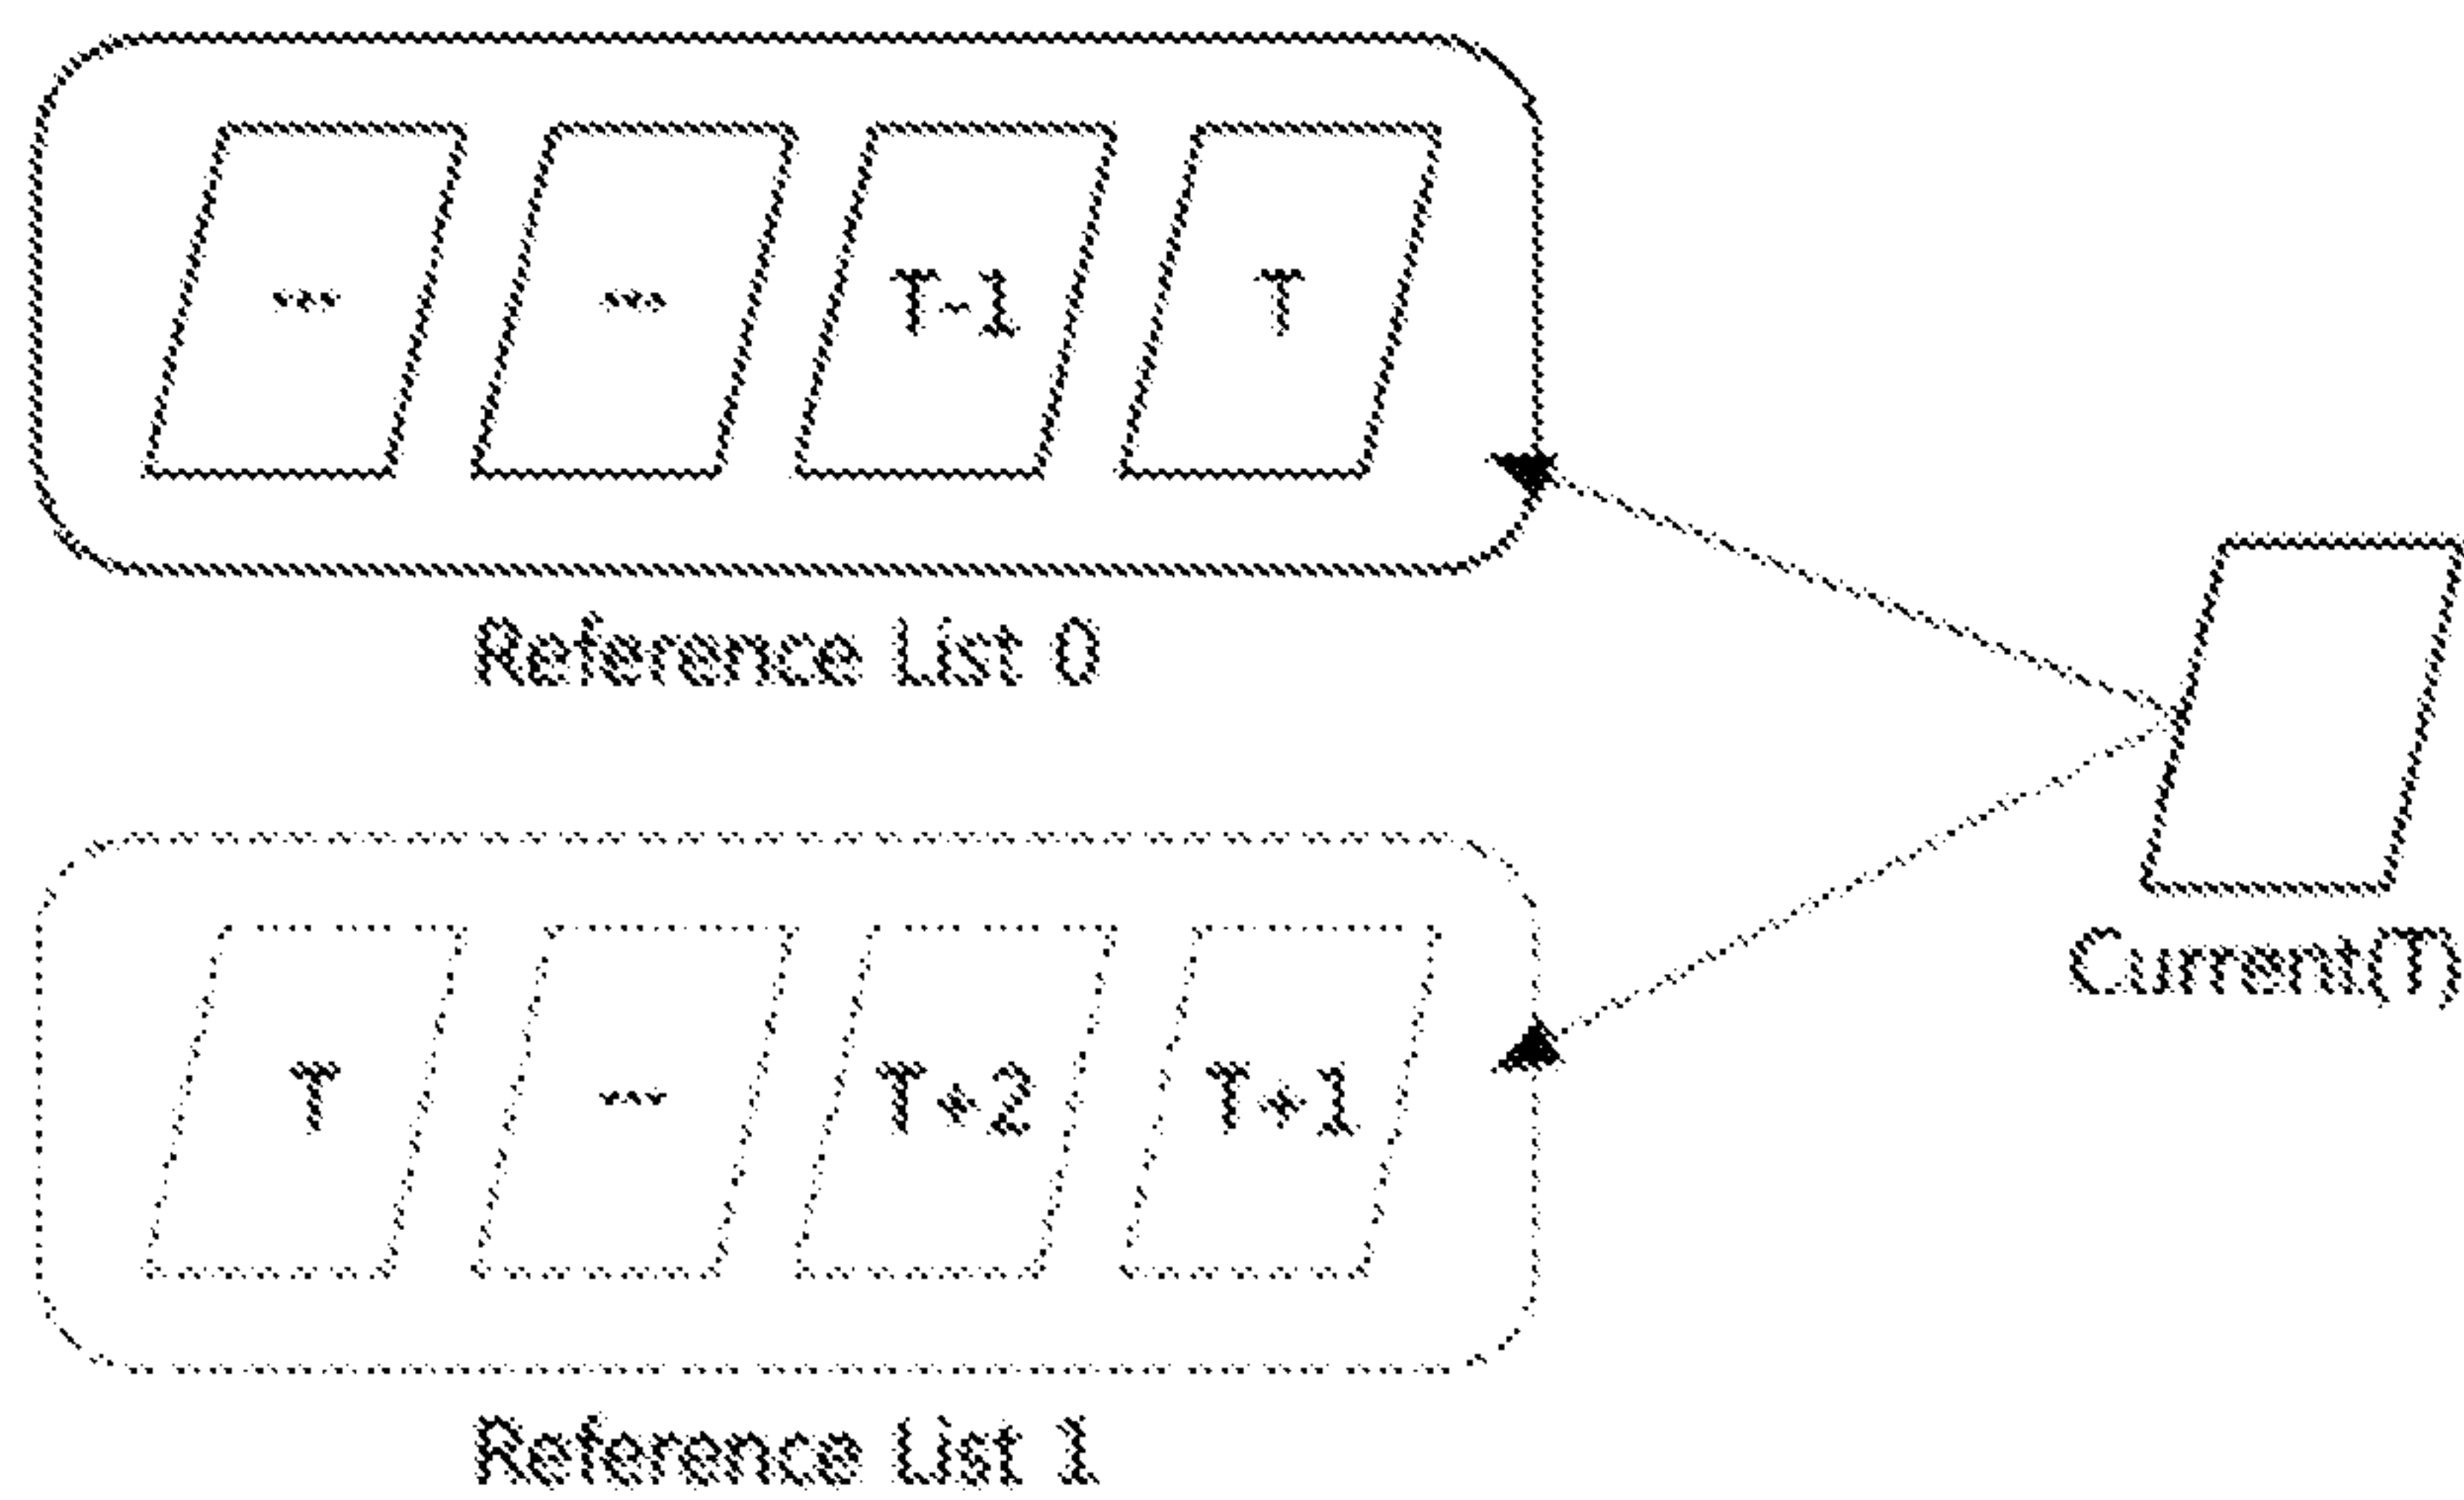 ... ... T-1 T
Reference List 0
Current(T)
T ... T+2 T+1
Reference List 1